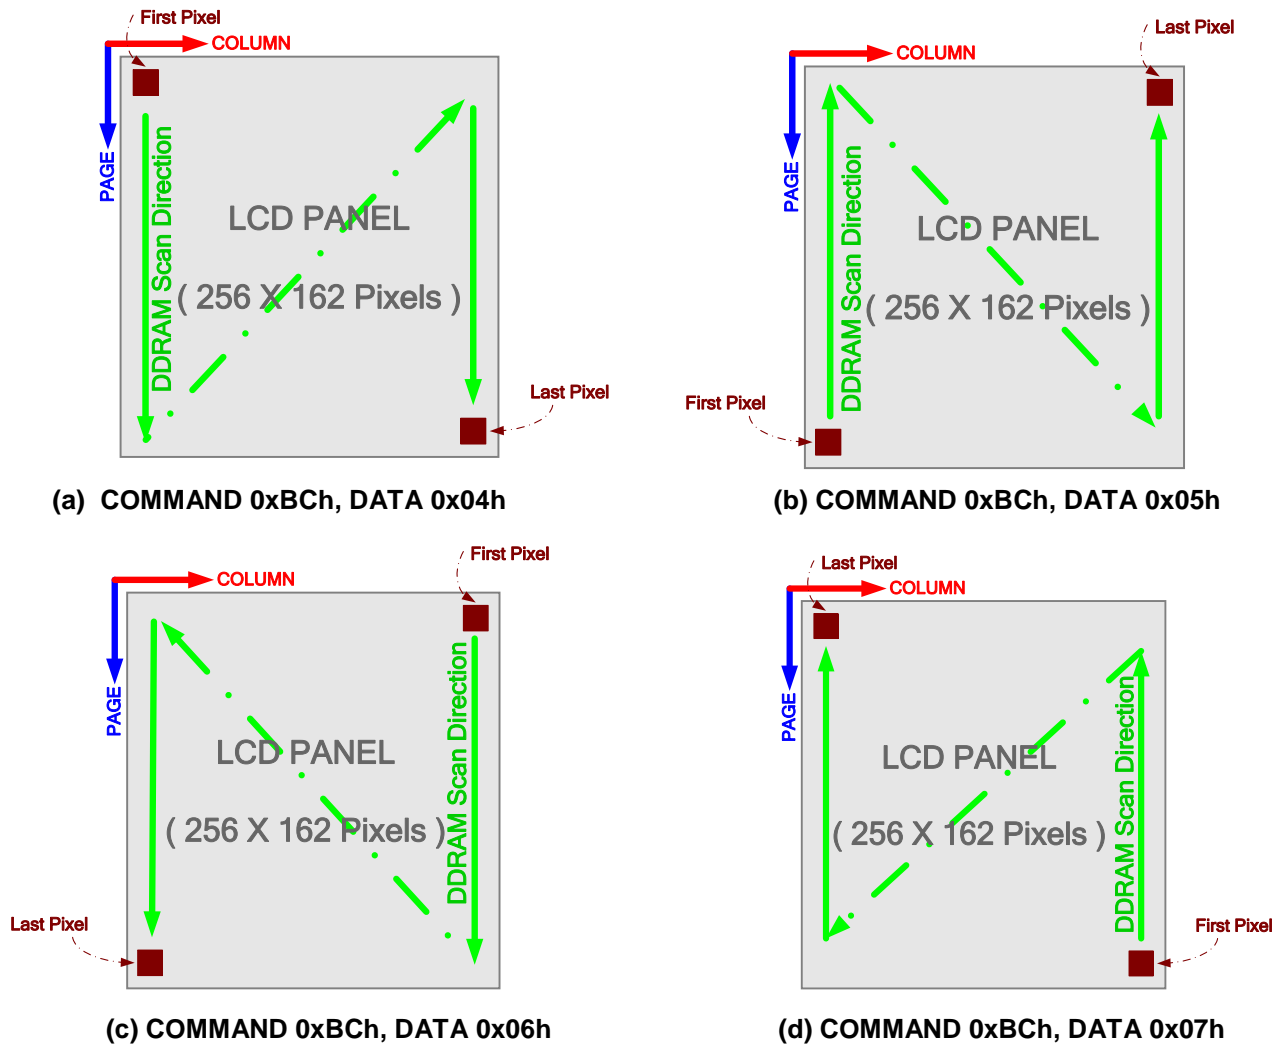 First Pixel
COLUMN
PAGE
DDRAM Scan Direction
LCD PANEL
( 256 X 162 Pixels )
Last Pixel
(a) COMMAND 0xBCh, DATA 0x04h
Last Pixel
COLUMN
PAGE
DDRAM Scan Direction
LCD PANEL
( 256 X 162 Pixels )
First Pixel
(b) COMMAND 0xBCh, DATA 0x05h
First Pixel
COLUMN
PAGE
DDRAM Scan Direction
LCD PANEL
( 256 X 162 Pixels )
Last Pixel
(c) COMMAND 0xBCh, DATA 0x06h
Last Pixel
COLUMN
PAGE
DDRAM Scan Direction
LCD PANEL
( 256 X 162 Pixels )
First Pixel
(d) COMMAND 0xBCh, DATA 0x07h